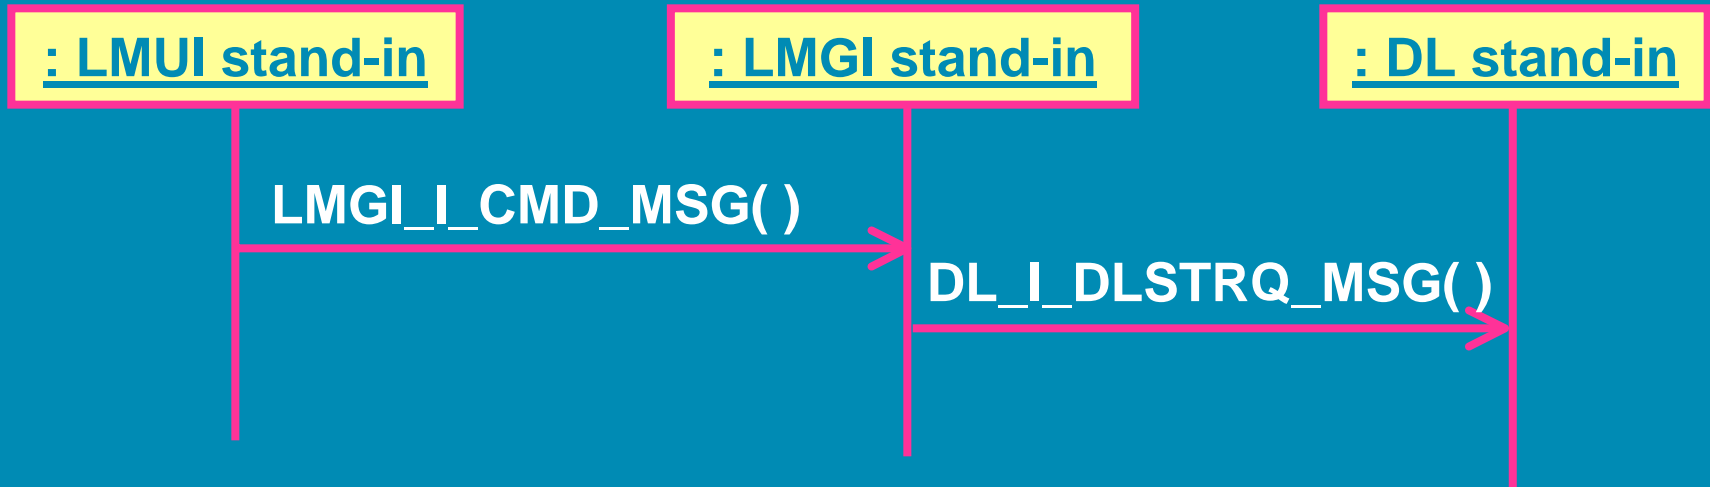 : LMUI stand-in
: LMGI stand-in
: DL stand-in
LMGI_I_CMD_MSG( )
DL_I_DLSTRQ_MSG( )